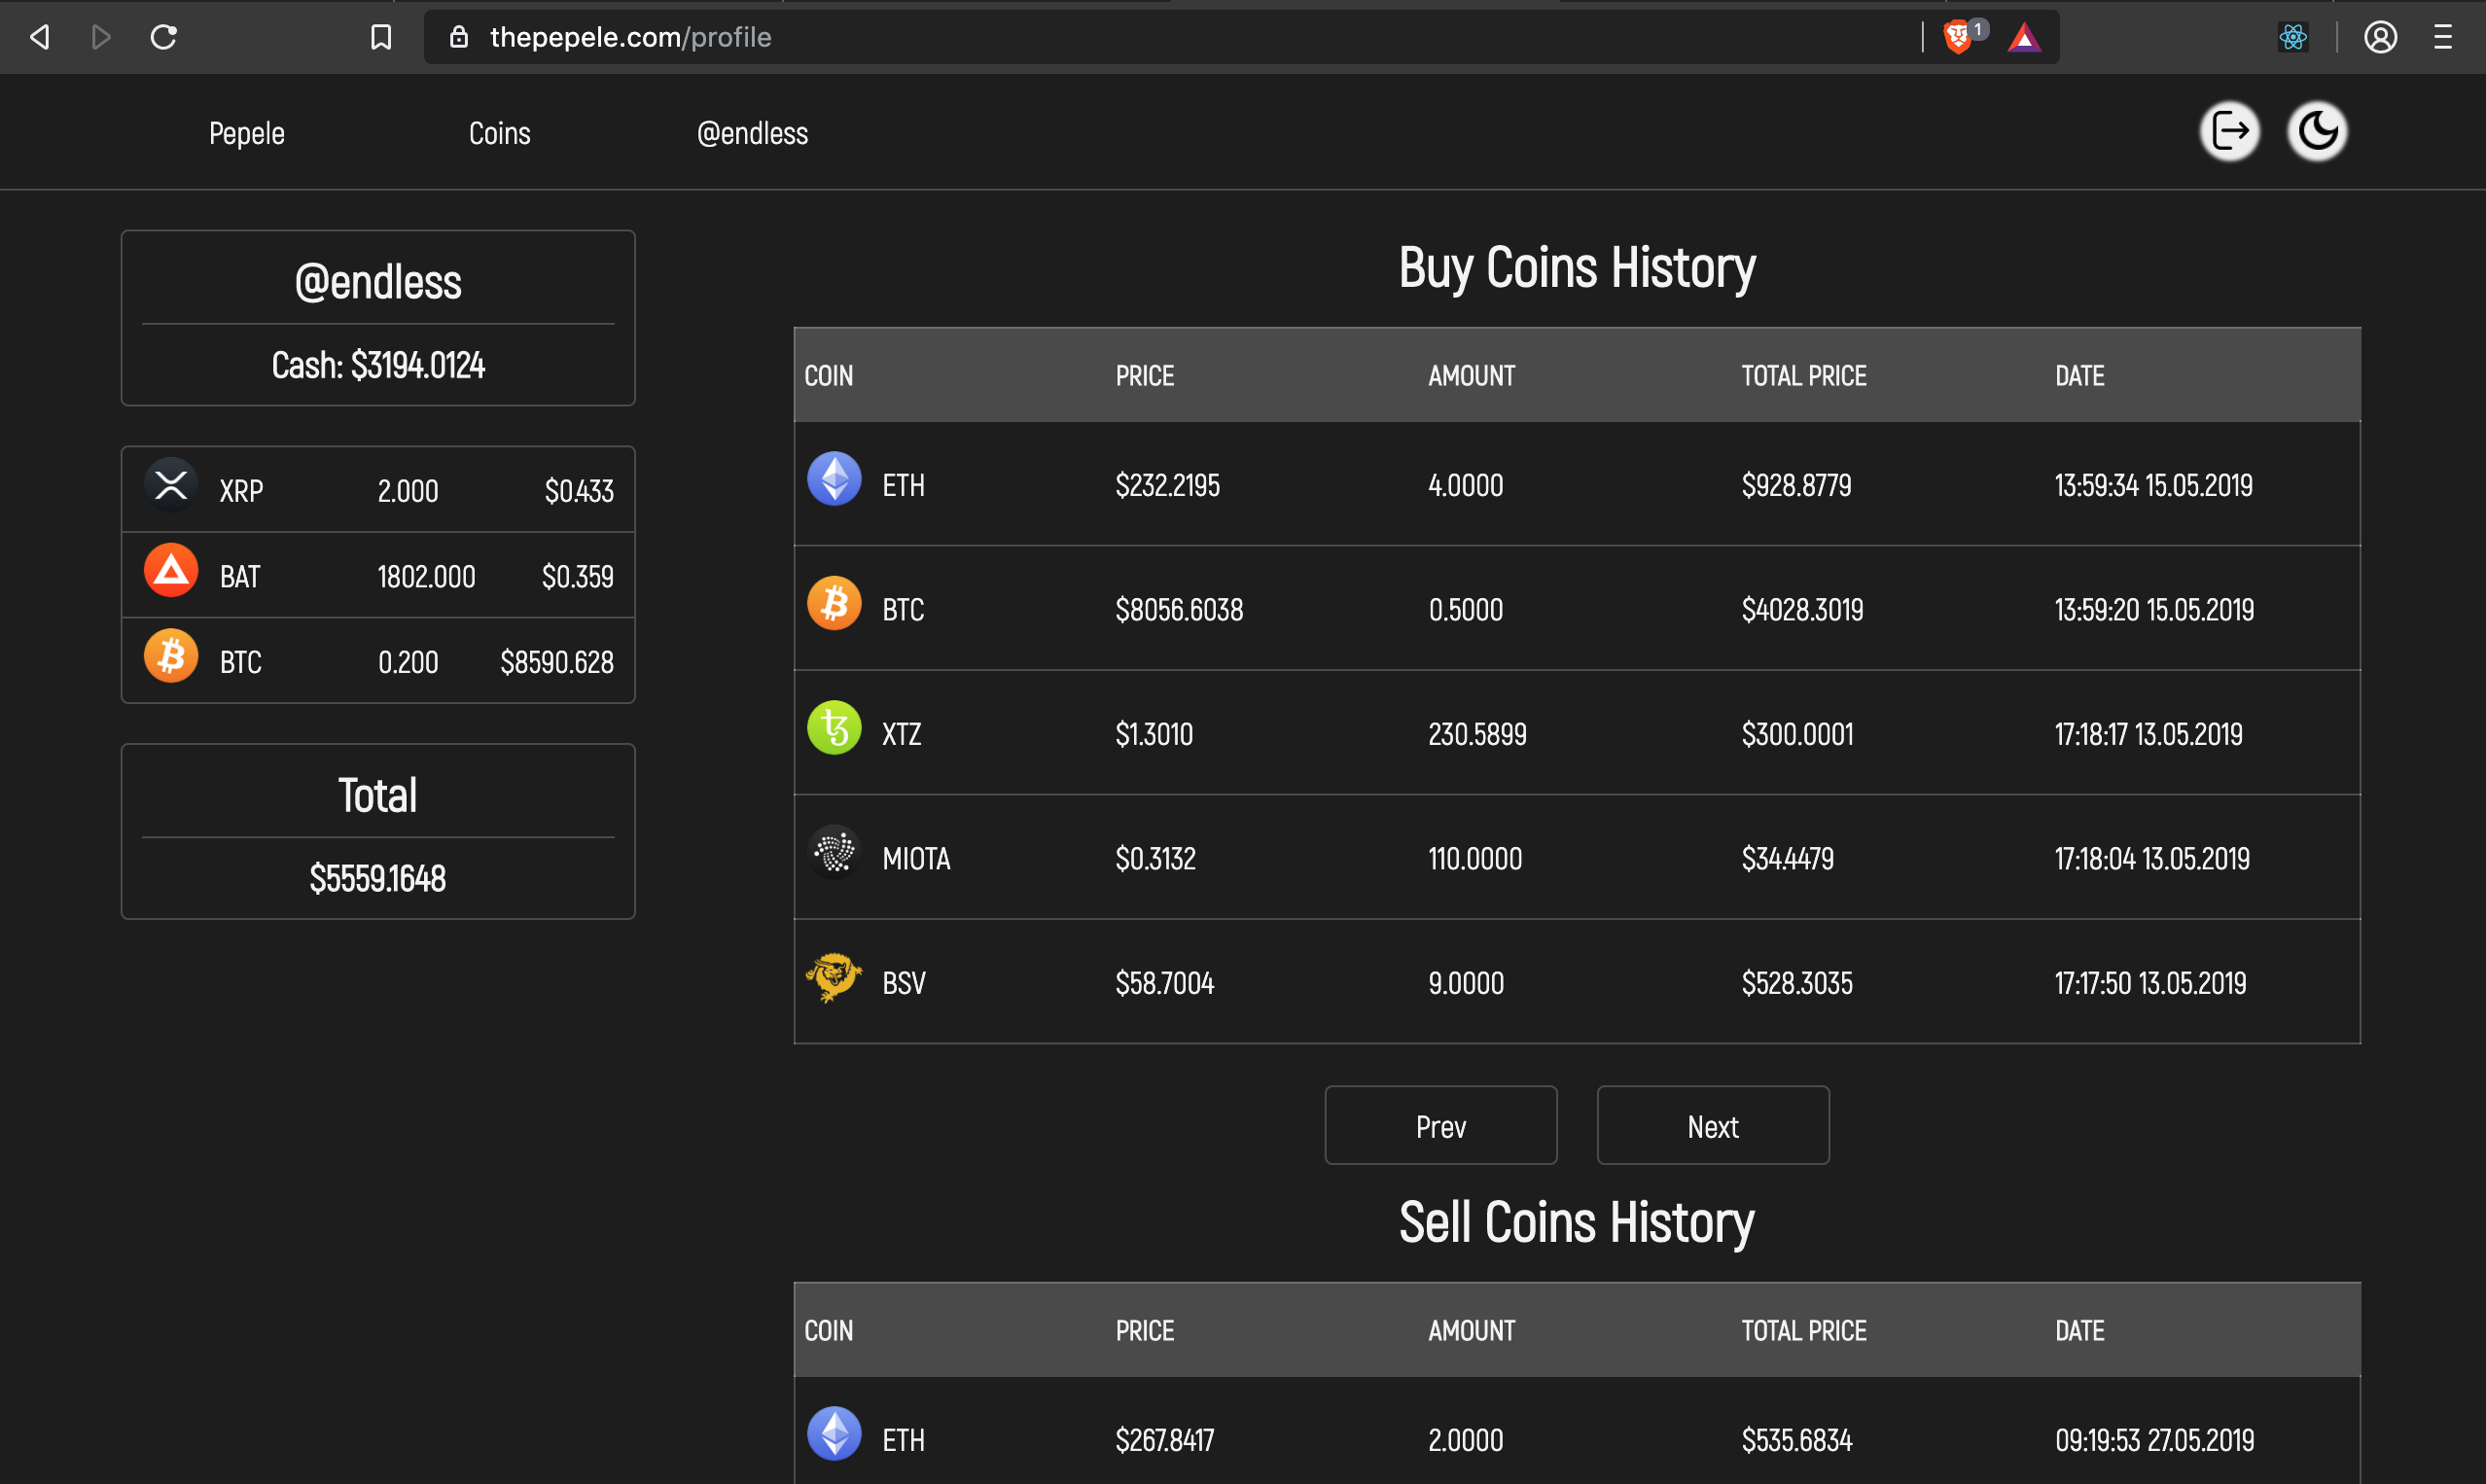 thepepele.com/profile
1
Pepele Coins @endless
@endless
Cash: $3194.0124
XRP 2.000 $0.433
BAT 1802.000 $0.359
BTC 0.200 $8590.628
Total
$5559.1648
Buy Coins History
COIN PRICE AMOUNT TOTAL PRICE DATE
ETH $232.2195 4.0000 $928.8779 13:59:34 15.05.2019
BTC $8056.6038 0.5000 $4028.3019 13:59:20 15.05.2019
XTZ $1.3010 230.5899 $300.0001 17:18:17 13.05.2019
MIOTA $0.3132 110.0000 $34.4479 17:18:04 13.05.2019
BSV $58.7004 9.0000 $528.3035 17:17:50 13.05.2019
Prev Next
Sell Coins History
COIN PRICE AMOUNT TOTAL PRICE DATE
ETH $267.8417 2.0000 $535.6834 09:19:53 27.05.2019